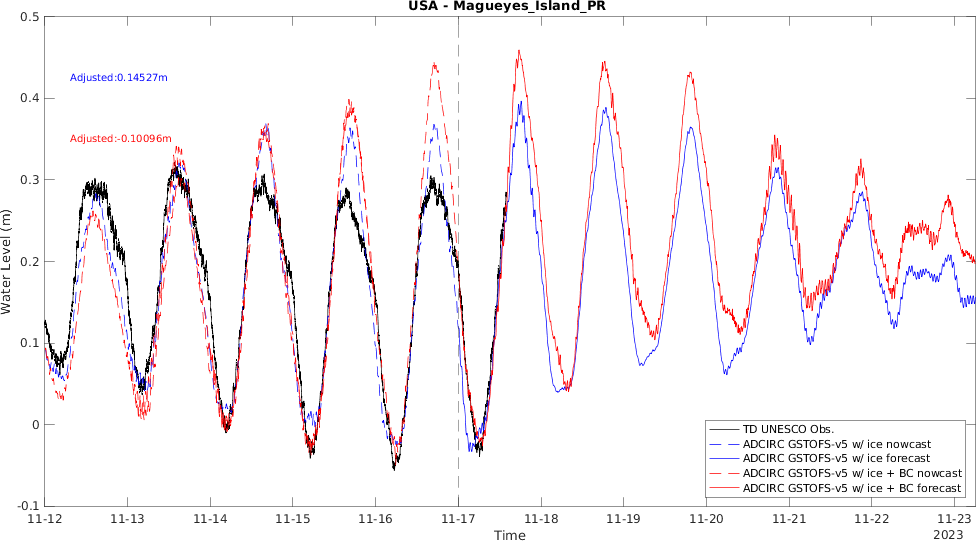 USA - Magueyes_Island_PR
0.5
0.4
0.3
0.2
0.1
0
-0.1
Water Level (m)
Adjusted:0.14527m
Adjusted:-0.10096m
TD UNESCO Obs.
ADCIRC GSTOFS-v5 w/ ice nowcast
ADCIRC GSTOFS-v5 w/ ice forecast
ADCIRC GSTOFS-v5 w/ ice + BC nowcast
ADCIRC GSTOFS-v5 w/ ice + BC forecast
11-12 11-13 11-14 11-15 11-16 11-17 11-18 11-19 11-20 11-21 11-22 11-23
Time
2023